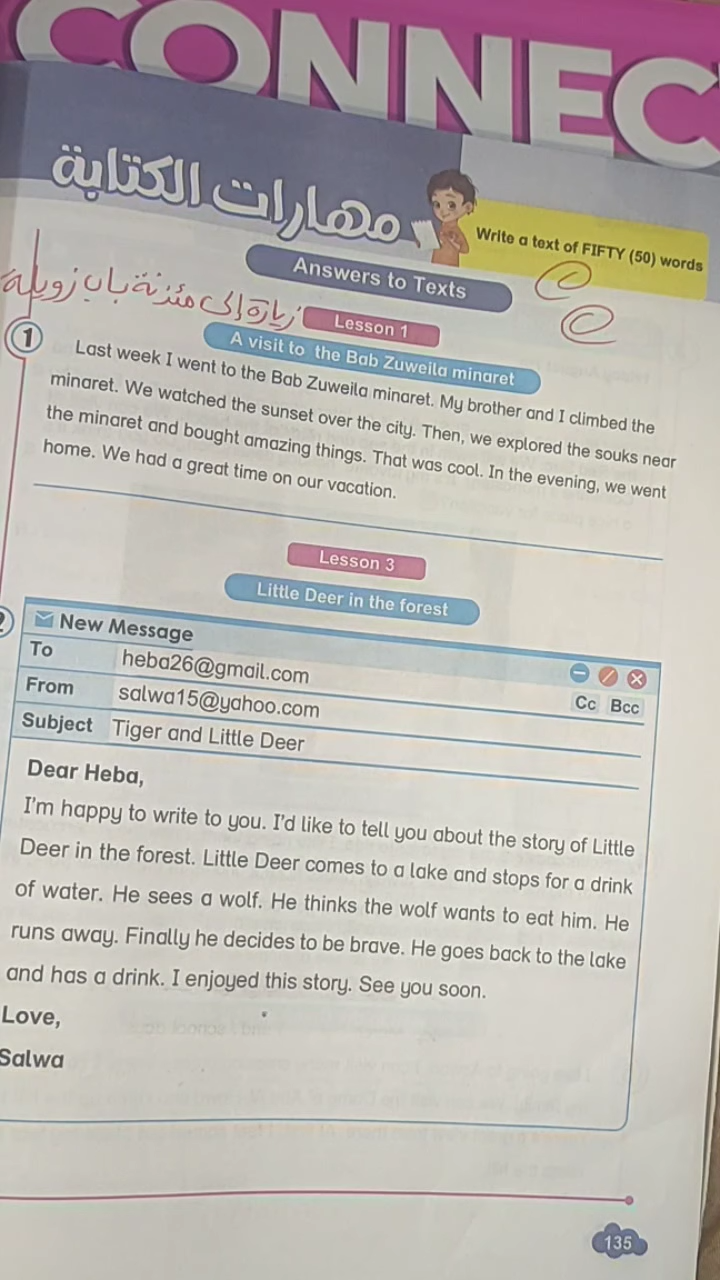 CONNEC
مهارات الكتابة
Write a text of FIFTY (50) words
Answers to Texts
زيارة إلى مئذنة باب زويلة
Lesson 1
A visit to the Bab Zuweila minaret
1
Last week I went to the Bab Zuweila minaret. My brother and I climbed the
minaret. We watched the sunset over the city. Then, we explored the souks near
the minaret and bought amazing things. That was cool. In the evening, we went
home. We had a great time on our vacation.
Lesson 3
Little Deer in the forest
2
New Message
To heba26@gmail.com
Cc Bcc
From salwa15@yahoo.com
Subject Tiger and Little Deer
Dear Heba,
I'm happy to write to you. I'd like to tell you about the story of Little
Deer in the forest. Little Deer comes to a lake and stops for a drink
of water. He sees a wolf. He thinks the wolf wants to eat him. He
runs away. Finally he decides to be brave. He goes back to the lake
and has a drink. I enjoyed this story. See you soon.
Love,
Salwa
135